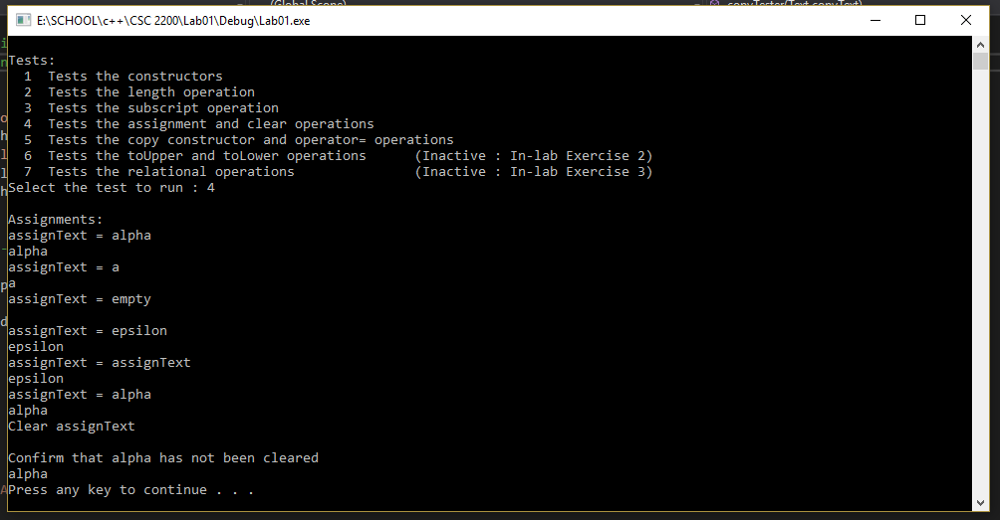 (Global Scope)
copyTester(Text copyText)
E:\SCHOOL\c++\CSC 2200\Lab01\Debug\Lab01.exe
Tests:
  1  Tests the constructors
  2  Tests the length operation
  3  Tests the subscript operation
  4  Tests the assignment and clear operations
  5  Tests the copy constructor and operator= operations
  6  Tests the toUpper and toLower operations      (Inactive : In-lab Exercise 2)
  7  Tests the relational operations               (Inactive : In-lab Exercise 3)
Select the test to run : 4
Assignments:
assignText = alpha
alpha
assignText = a
a
assignText = empty
assignText = epsilon
epsilon
assignText = assignText
epsilon
assignText = alpha
alpha
Clear assignText
Confirm that alpha has not been cleared
alpha
Press any key to continue . . .